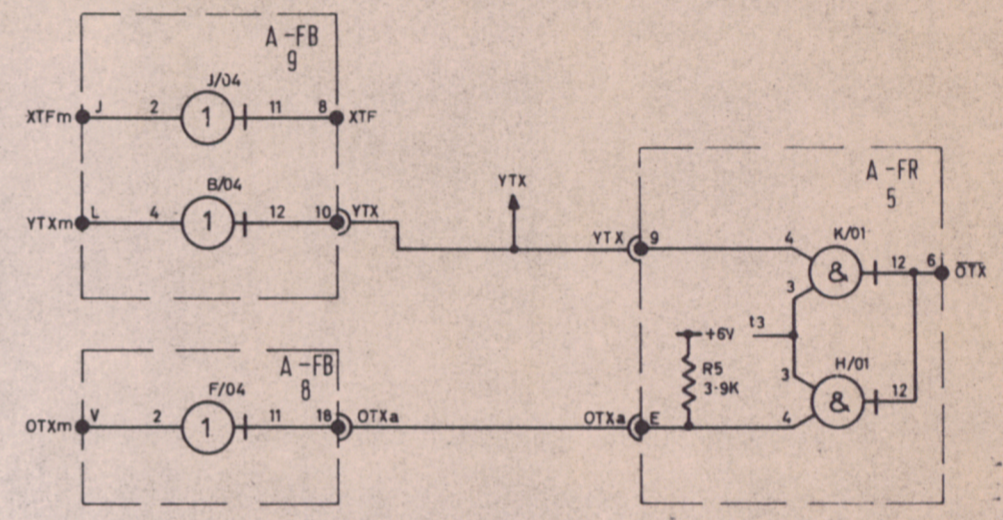 A-FB
9
J/04
XTFm J 2 1 11 8 XTF
B/04
YTXm L 4 1 12 10 YTX
YTX
A-FR
5
YTX 9 4 K/01
& 12 6 O̅T̅X̅
3
+6V t3
R5
3·9K
A-FB
8
F/04
OTXm V 2 1 11 18 OTXa
H/01
3
& 12
OTXa E 4